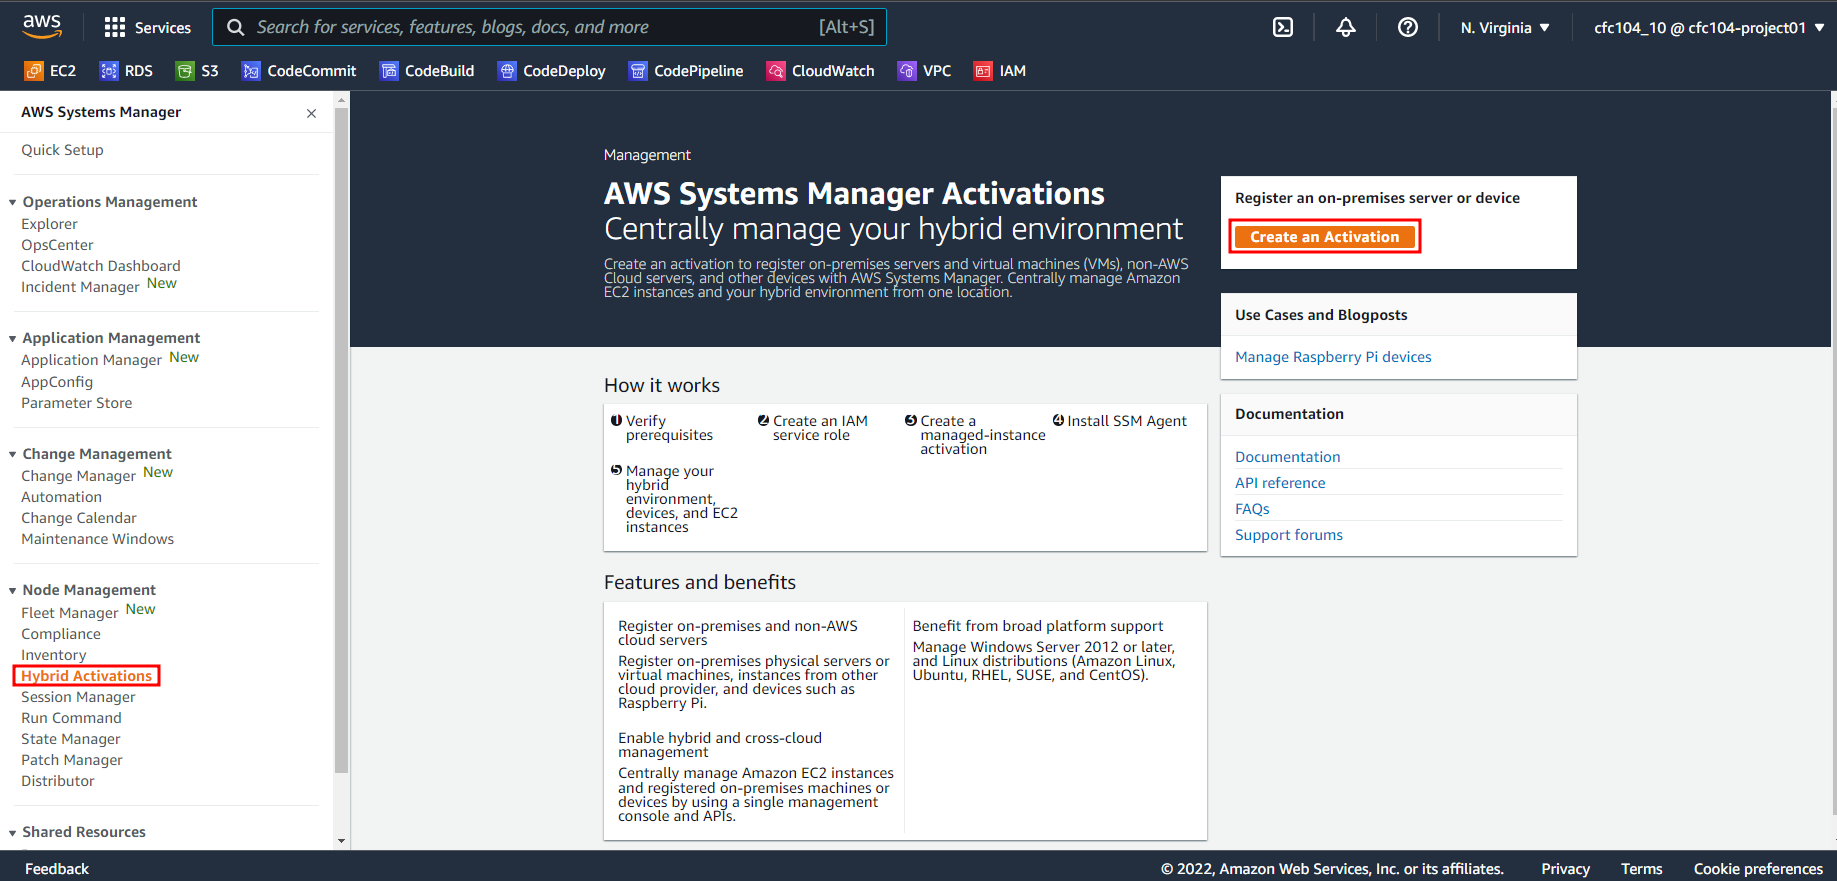 aws
Services
Search for services, features, blogs, docs, and more
[Alt+S]
N. Virginia
cfc104_10 @ cfc104-project01
EC2
RDS
S3
CodeCommit
CodeBuild
CodeDeploy
CodePipeline
CloudWatch
VPC
IAM
AWS Systems Manager
Quick Setup
Operations Management
Explorer
OpsCenter
CloudWatch Dashboard
Incident Manager New
Application Management
Application Manager New
AppConfig
Parameter Store
Change Management
Change Manager New
Automation
Change Calendar
Maintenance Windows
Node Management
Fleet Manager New
Compliance
Inventory
Hybrid Activations
Session Manager
Run Command
State Manager
Patch Manager
Distributor
Shared Resources
Management
AWS Systems Manager Activations
Centrally manage your hybrid environment
Create an activation to register on-premises servers and virtual machines (VMs), non-AWS
Cloud servers, and other devices with AWS Systems Manager. Centrally manage Amazon
EC2 instances and your hybrid environment from one location.
Register an on-premises server or device
Create an Activation
Use Cases and Blogposts
Manage Raspberry Pi devices
Documentation
Documentation
API reference
FAQs
Support forums
How it works
1 Verify
prerequisites
2 Create an IAM
service role
3 Create a
managed-instance
activation
4 Install SSM Agent
5 Manage your
hybrid
environment,
devices, and EC2
instances
Features and benefits
Register on-premises and non-AWS
cloud servers
Register on-premises physical servers or
virtual machines, instances from other
cloud provider, and devices such as
Raspberry Pi.
Enable hybrid and cross-cloud
management
Centrally manage Amazon EC2 instances
and registered on-premises machines or
devices by using a single management
console and APIs.
Benefit from broad platform support
Manage Windows Server 2012 or later,
and Linux distributions (Amazon Linux,
Ubuntu, RHEL, SUSE, and CentOS).
Feedback
© 2022, Amazon Web Services, Inc. or its affiliates.
Privacy
Terms
Cookie preferences